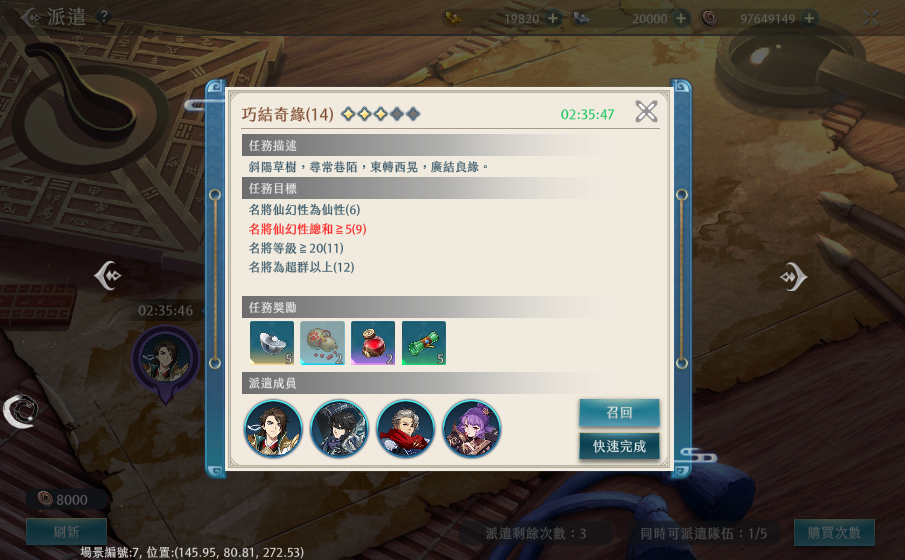 派遣 ?
19820
20000
97649149
巧結奇緣(14)
02:35:47
任務描述
斜陽草樹，尋常巷陌，東轉西晃，廣結良緣。
任務目標
名將仙幻性為仙性(6)
名將仙幻性總和≧5(9)
名將等級≧20(11)
名將為超群以上(12)
02:35:46
任務獎勵
5
2
2
5
派遣成員
召回
快速完成
8000
刷新
派遣剩餘次數：3
同時可派遣隊伍：1/5
購買次數
場景編號:7, 位置:(145.95, 80.81, 272.53)